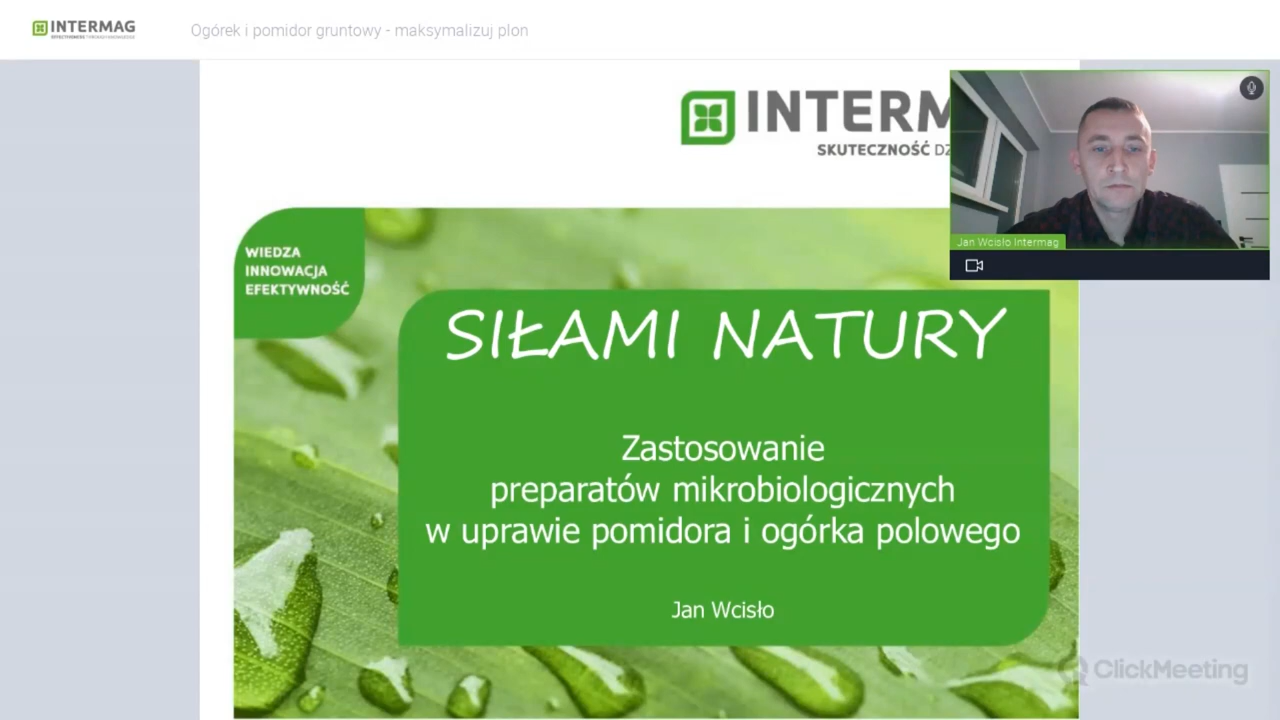 INTERMAG
Ogórek i pomidor gruntowy - maksymalizuj plon
INTERM
SKUTECZNOŚĆ DZ
Jan Wcisło Intermag
WIEDZA
INNOWACJA
EFEKTYWNOŚĆ
SIŁAMI NATURY
Zastosowanie
preparatów mikrobiologicznych
w uprawie pomidora i ogórka polowego
Jan Wcisło
ClickMeeting